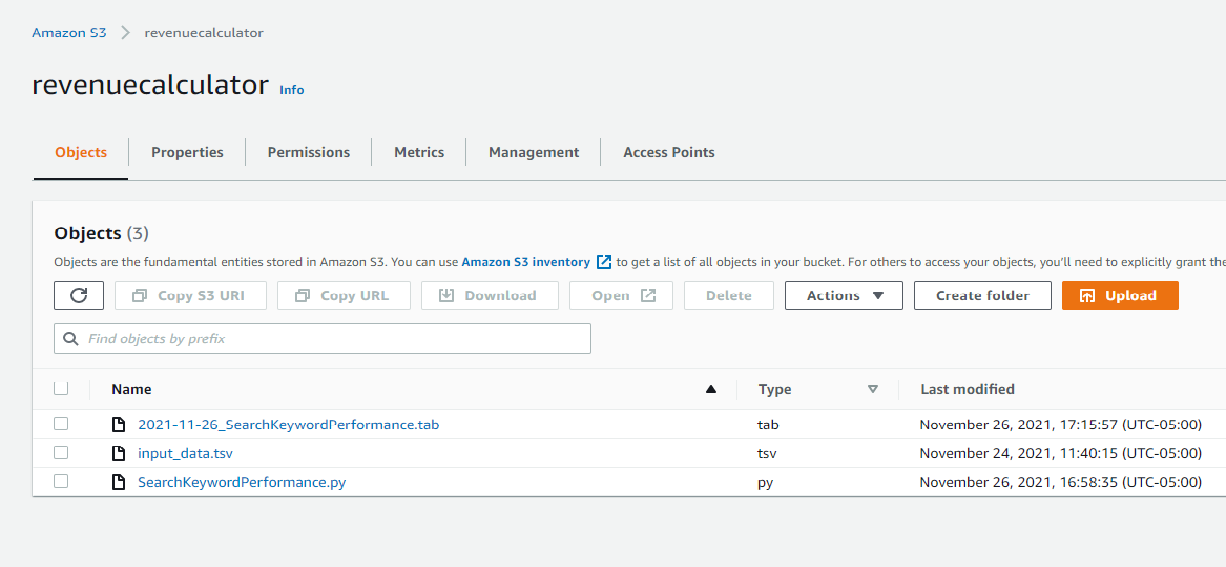 Amazon S3 revenuecalculator
revenuecalculator Info
Objects Properties Permissions Metrics Management Access Points
Objects (3)
Objects are the fundamental entities stored in Amazon S3. You can use Amazon S3 inventory to get a list of all objects in your bucket. For others to access your objects, you'll need to explicitly grant the
Copy S3 URI Copy URL Download Open Delete Actions Create folder Upload
Find objects by prefix
Name Type Last modified
2021-11-26_SearchKeywordPerformance.tab tab November 26, 2021, 17:15:57 (UTC-05:00)
input_data.tsv tsv November 24, 2021, 11:40:15 (UTC-05:00)
SearchKeywordPerformance.py py November 26, 2021, 16:58:35 (UTC-05:00)